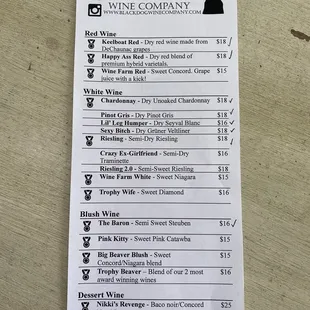 WINE COMPANY
WWW.BLACKDOGWINECOMPANY.COM
Red Wine
Keelboat Red - Dry red wine made from $18
DeChaunac grapes
Happy Ass Red - Dry red blend of $18
premium hybrid varietals.
Wine Farm Red - Sweet Concord. Grape $15
juice with a kick!
White Wine
Chardonnay - Dry Unoaked Chardonnay $18
Pinot Gris - Dry Pinot Gris $18
Lil' Leg Humper - Dry Seyval Blanc $16
Sexy Bitch - Dry Grüner Veltliner $18
Riesling - Semi-Dry Riesling $18
Crazy Ex-Girlfriend - Semi-Dry $16
Traminette
Riesling 2.0 - Semi-Sweet Riesling $18
Wine Farm White - Sweet Niagara $15
Trophy Wife - Sweet Diamond $16
Blush Wine
The Baron - Semi Sweet Steuben $16
Pink Kitty - Sweet Pink Catawba $15
Big Beaver Blush - Sweet $15
Concord/Niagara blend
Trophy Beaver – Blend of our 2 most $16
award winning wines
Dessert Wine
Nikki's Revenge - Baco noir/Concord $25